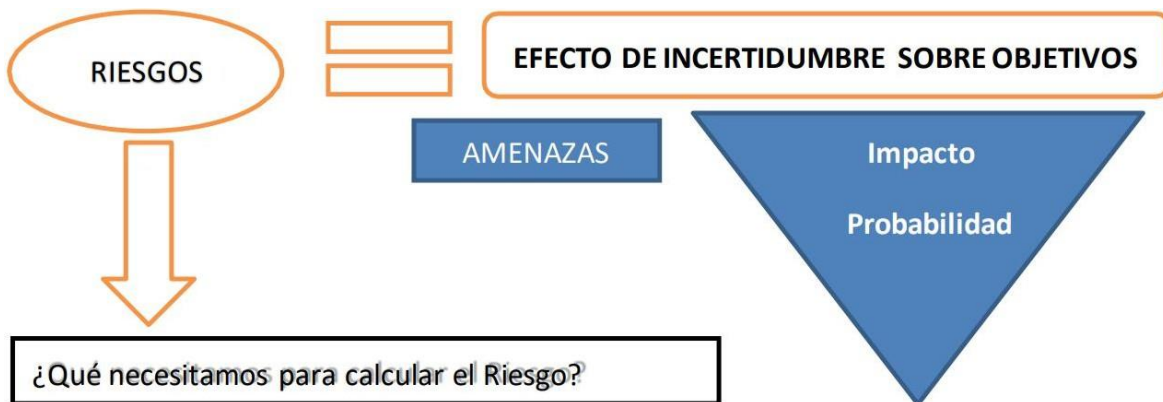 RIESGOS
EFECTO DE INCERTIDUMBRE SOBRE OBJETIVOS
AMENAZAS
Impacto
Probabilidad
¿Qué necesitamos para calcular el Riesgo?